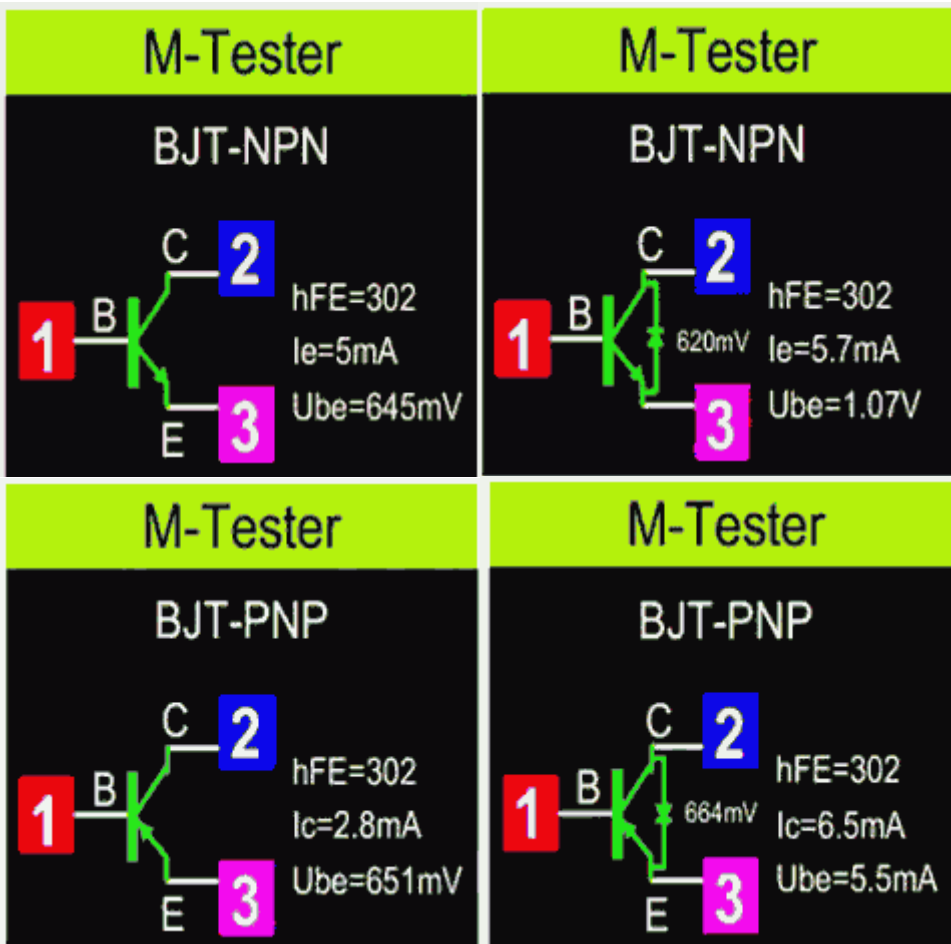 M-Tester
BJT-NPN
C 2
hFE=302
1 B
Ie=5mA
Ube=645mV
E 3
M-Tester
BJT-NPN
C 2
hFE=302
1 B
620mV
Ie=5.7mA
Ube=1.07V
3
M-Tester
BJT-PNP
C 2
hFE=302
1 B
Ic=2.8mA
Ube=651mV
E 3
M-Tester
BJT-PNP
C 2
hFE=302
1 B
664mV
Ic=6.5mA
Ube=5.5mA
E 3